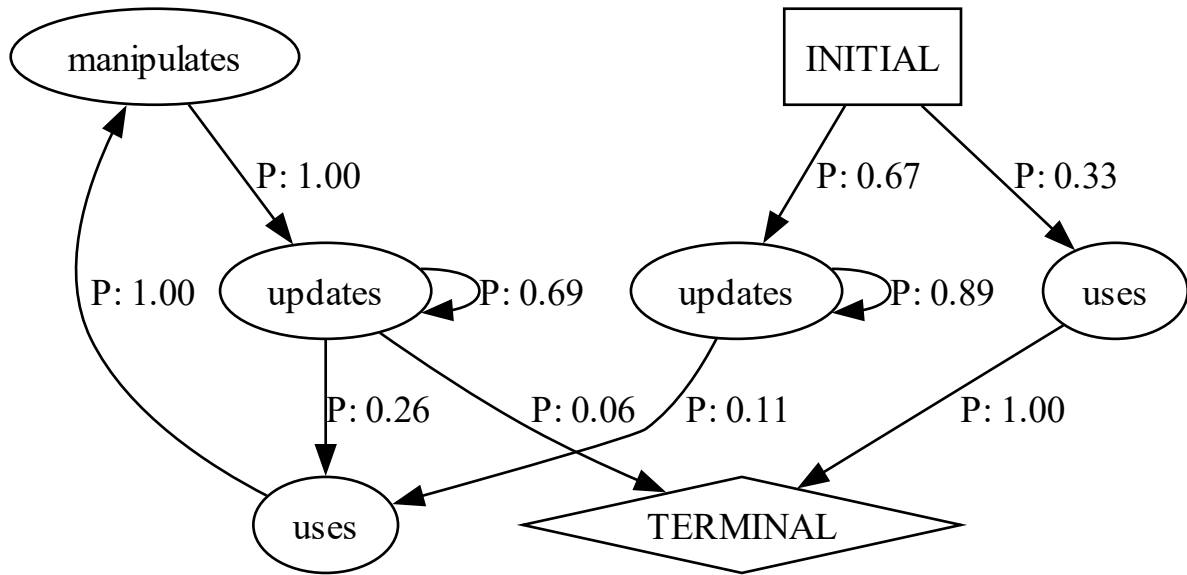 manipulates
INITIAL
P: 1.00
P: 0.67
P: 0.33
P: 1.00
updates
P: 0.69
updates
P: 0.89
uses
P: 0.26
P: 0.06
P: 0.11
P: 1.00
uses
TERMINAL